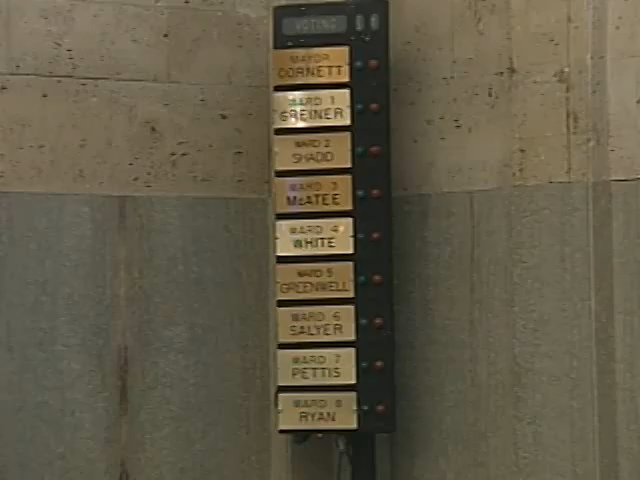 VOTING
MAYOR
CORNETT
WARD 1
GREINER
WARD 2
SHADID
WARD 3
McATEE
WARD 4
WHITE
WARD 5
GREENWELL
WARD 6
SALYER
WARD 7
PETTIS
WARD 8
RYAN